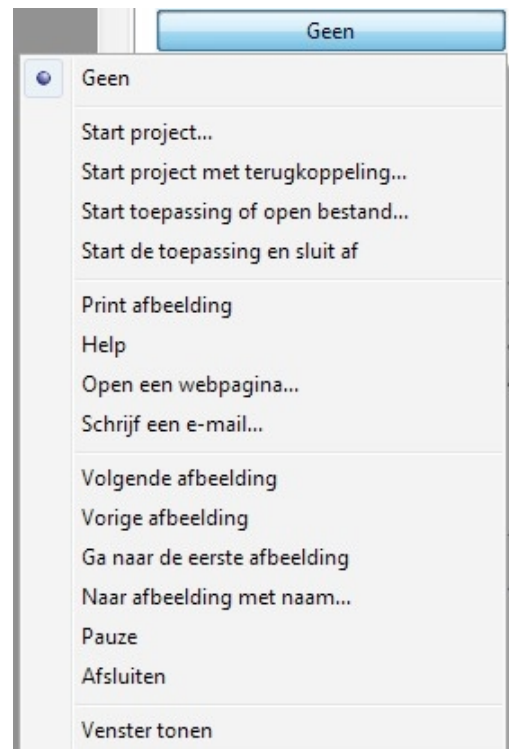 Geen
Geen
Start project...
Start project met terugkoppeling...
Start toepassing of open bestand...
Start de toepassing en sluit af
Print afbeelding
Help
Open een webpagina...
Schrijf een e-mail...
Volgende afbeelding
Vorige afbeelding
Ga naar de eerste afbeelding
Naar afbeelding met naam...
Pauze
Afsluiten
Venster tonen